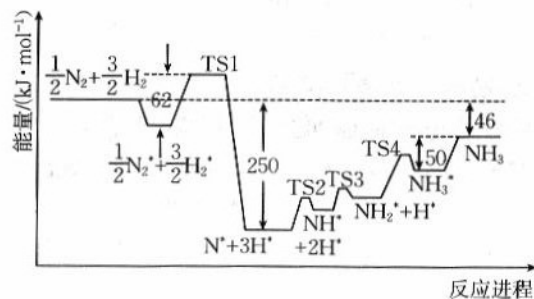 能量/(kJ·mol⁻¹)
½N₂+³⁄₂H₂
62
TS1
½N₂*+³⁄₂H₂*
250
N*+3H*
TS2
NH*
+2H*
TS3
NH₂*+H*
TS4
50
NH₃*
46
NH₃
反应进程